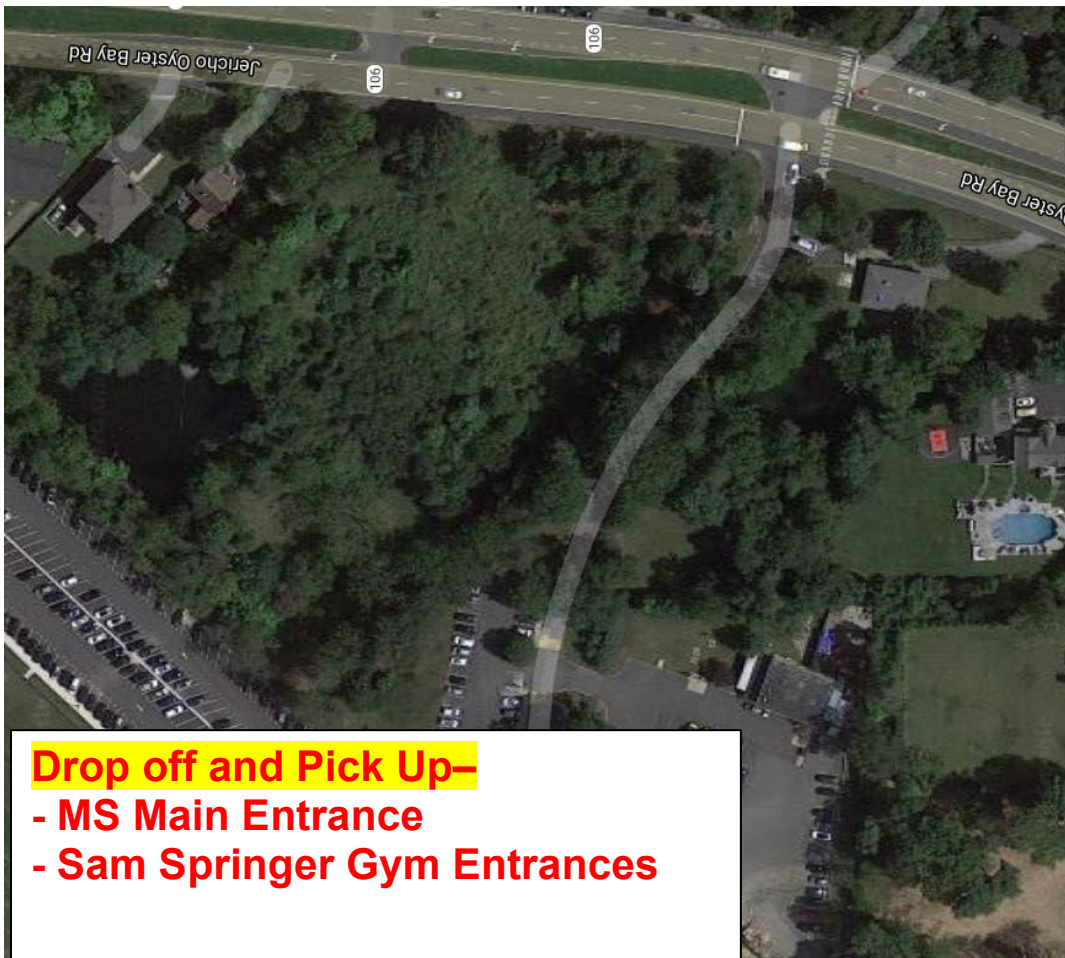 106
106
Jericho Oyster Bay Rd
Oyster Bay Rd
Drop off and Pick Up–
- MS Main Entrance
- Sam Springer Gym Entrances